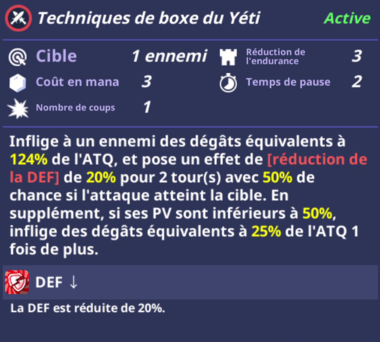 Techniques de boxe du Yéti Active
Cible 1 ennemi Réduction de l'endurance 3
Coût en mana 3 Temps de pause 2
Nombre de coups 1
Inflige à un ennemi des dégâts équivalents à
124% de l'ATQ, et pose un effet de [réduction de
la DEF] de 20% pour 2 tour(s) avec 50% de
chance si l'attaque atteint la cible. En
supplément, si ses PV sont inférieurs à 50%,
inflige des dégâts équivalents à 25% de l'ATQ 1
fois de plus.
DEF ↓
La DEF est réduite de 20%.